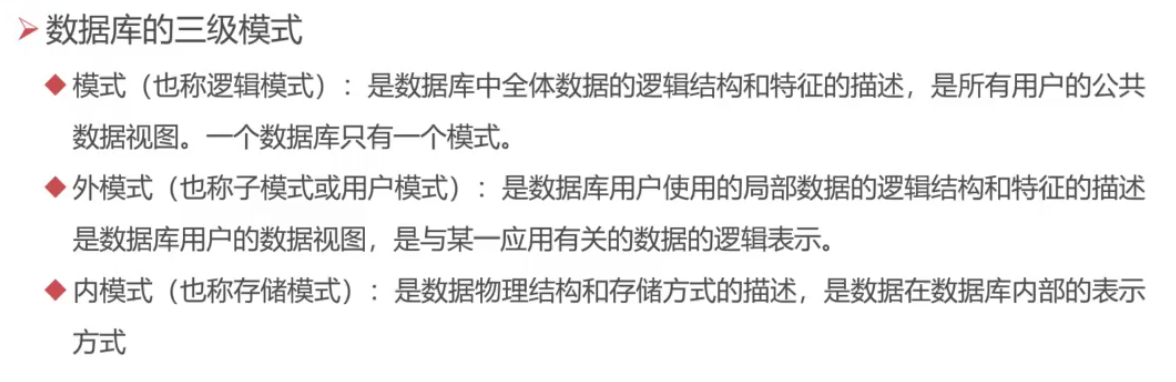 数据库的三级模式
模式（也称逻辑模式）：是数据库中全体数据的逻辑结构和特征的描述，是所有用户的公共
数据视图。一个数据库只有一个模式。
外模式（也称子模式或用户模式）：是数据库用户使用的局部数据的逻辑结构和特征的描述
是数据库用户的数据视图，是与某一应用有关的数据的逻辑表示。
内模式（也称存储模式）：是数据物理结构和存储方式的描述，是数据在数据库内部的表示
方式